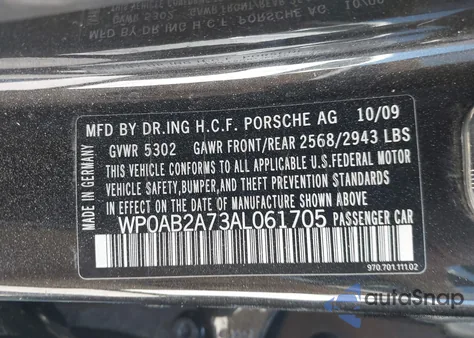 MFD BY DR.ING H.C.F. PORSCHE AG 10/09
GVWR 5302 GAWR FRONT/REAR 2568/2943 LBS
THIS VEHICLE CONFORMS TO ALL APPLICABLE U.S.FEDERAL MOTOR
VEHICLE SAFETY,BUMPER,AND THEFT PREVENTION STANDARDS IN
EFFECT ON THE DATE OF MANUFACTURE SHOWN ABOVE.
WP0AB2A73AL061705 PASSENGER CAR
MADE IN GERMANY
970.701.111.02
autoSnap